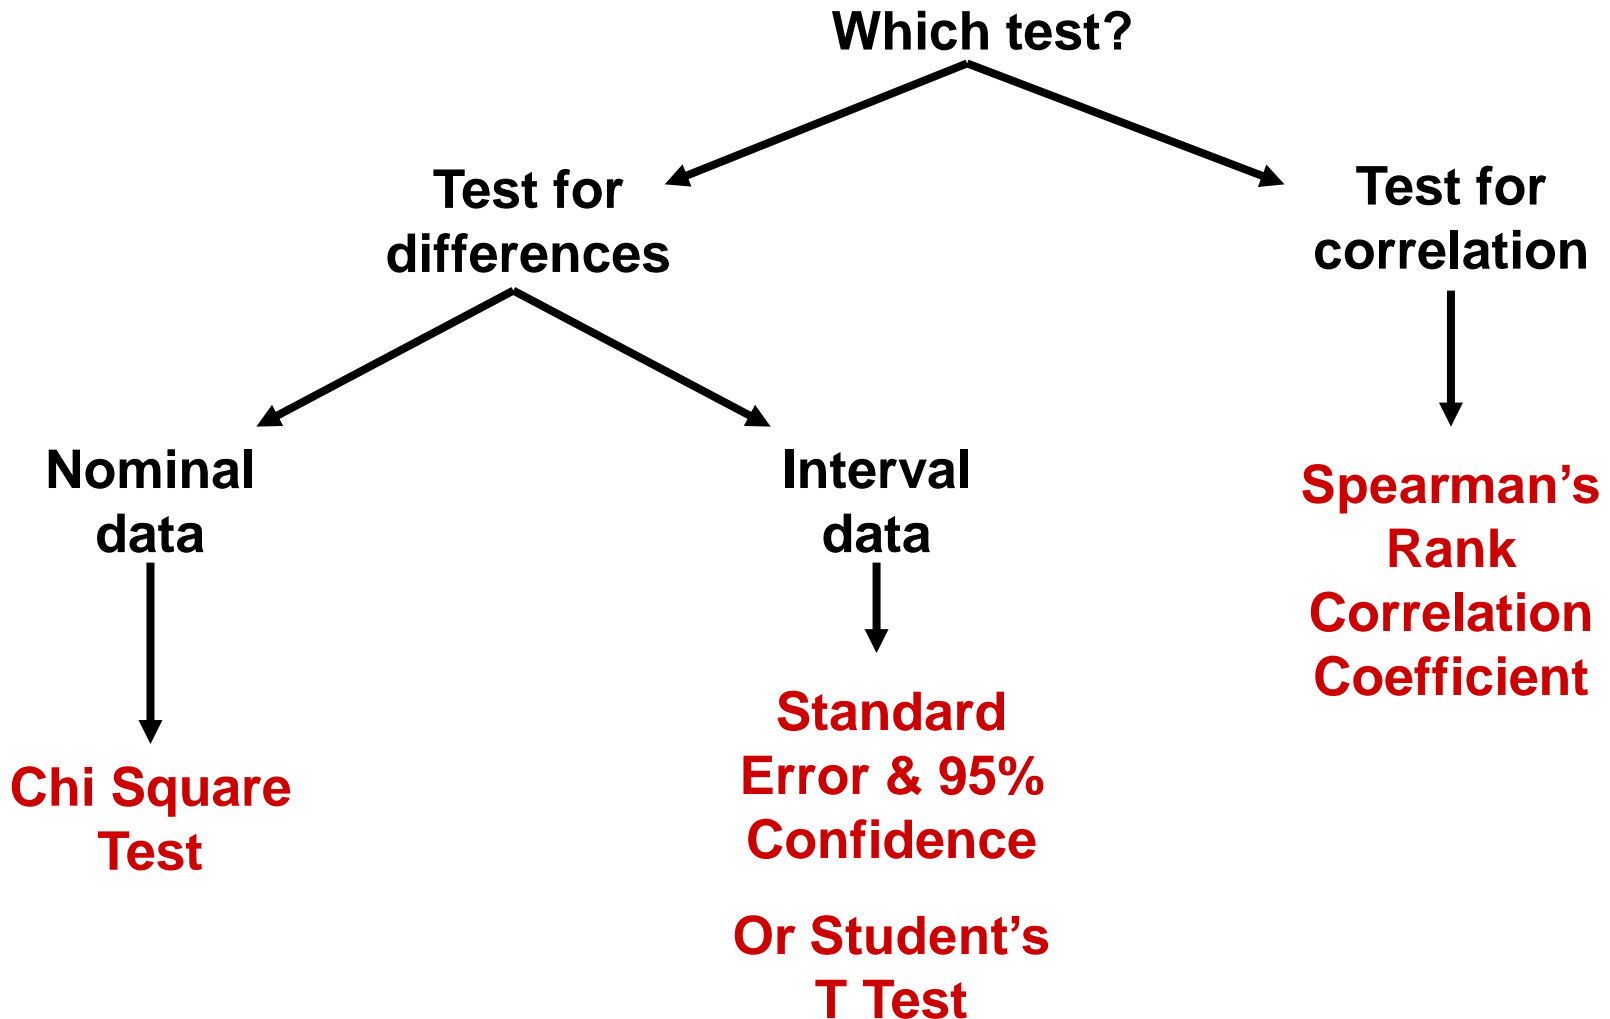 Which test?
Test for
differences
Test for
correlation
Nominal
data
Interval
data
Spearman’s
Rank
Correlation
Coefficient
Chi Square
Test
Standard
Error & 95%
Confidence
Or Student’s
T Test